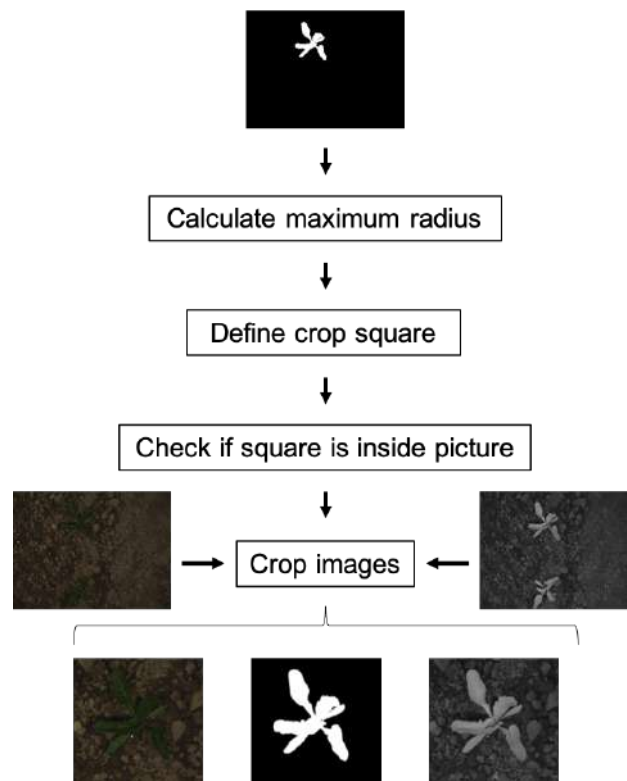 Calculate maximum radius
Define crop square
Check if square is inside picture
Crop images